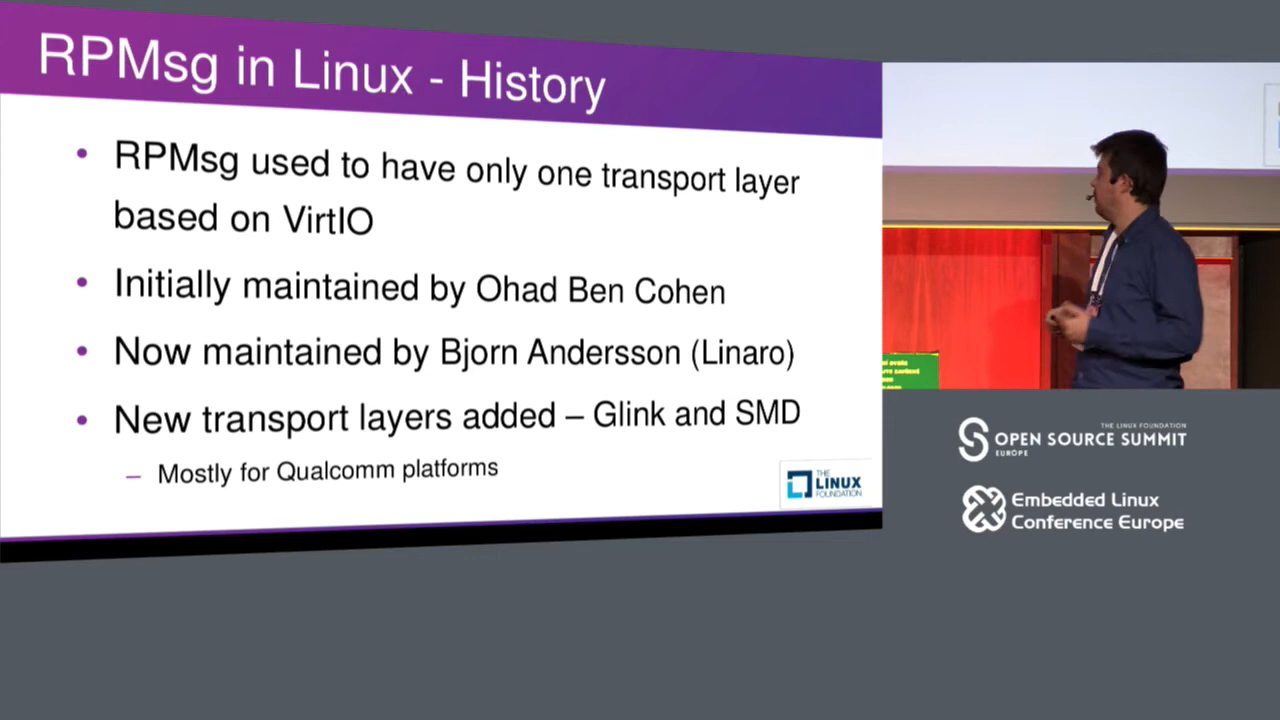 RPMsg in Linux - History
• RPMsg used to have only one transport layer
based on VirtIO
• Initially maintained by Ohad Ben Cohen
• Now maintained by Bjorn Andersson (Linaro)
• New transport layers added – Glink and SMD
– Mostly for Qualcomm platforms
THE
LINUX
FOUNDATION
THE LINUX FOUNDATION
OPEN SOURCE SUMMIT
EUROPE
Embedded Linux
Conference Europe